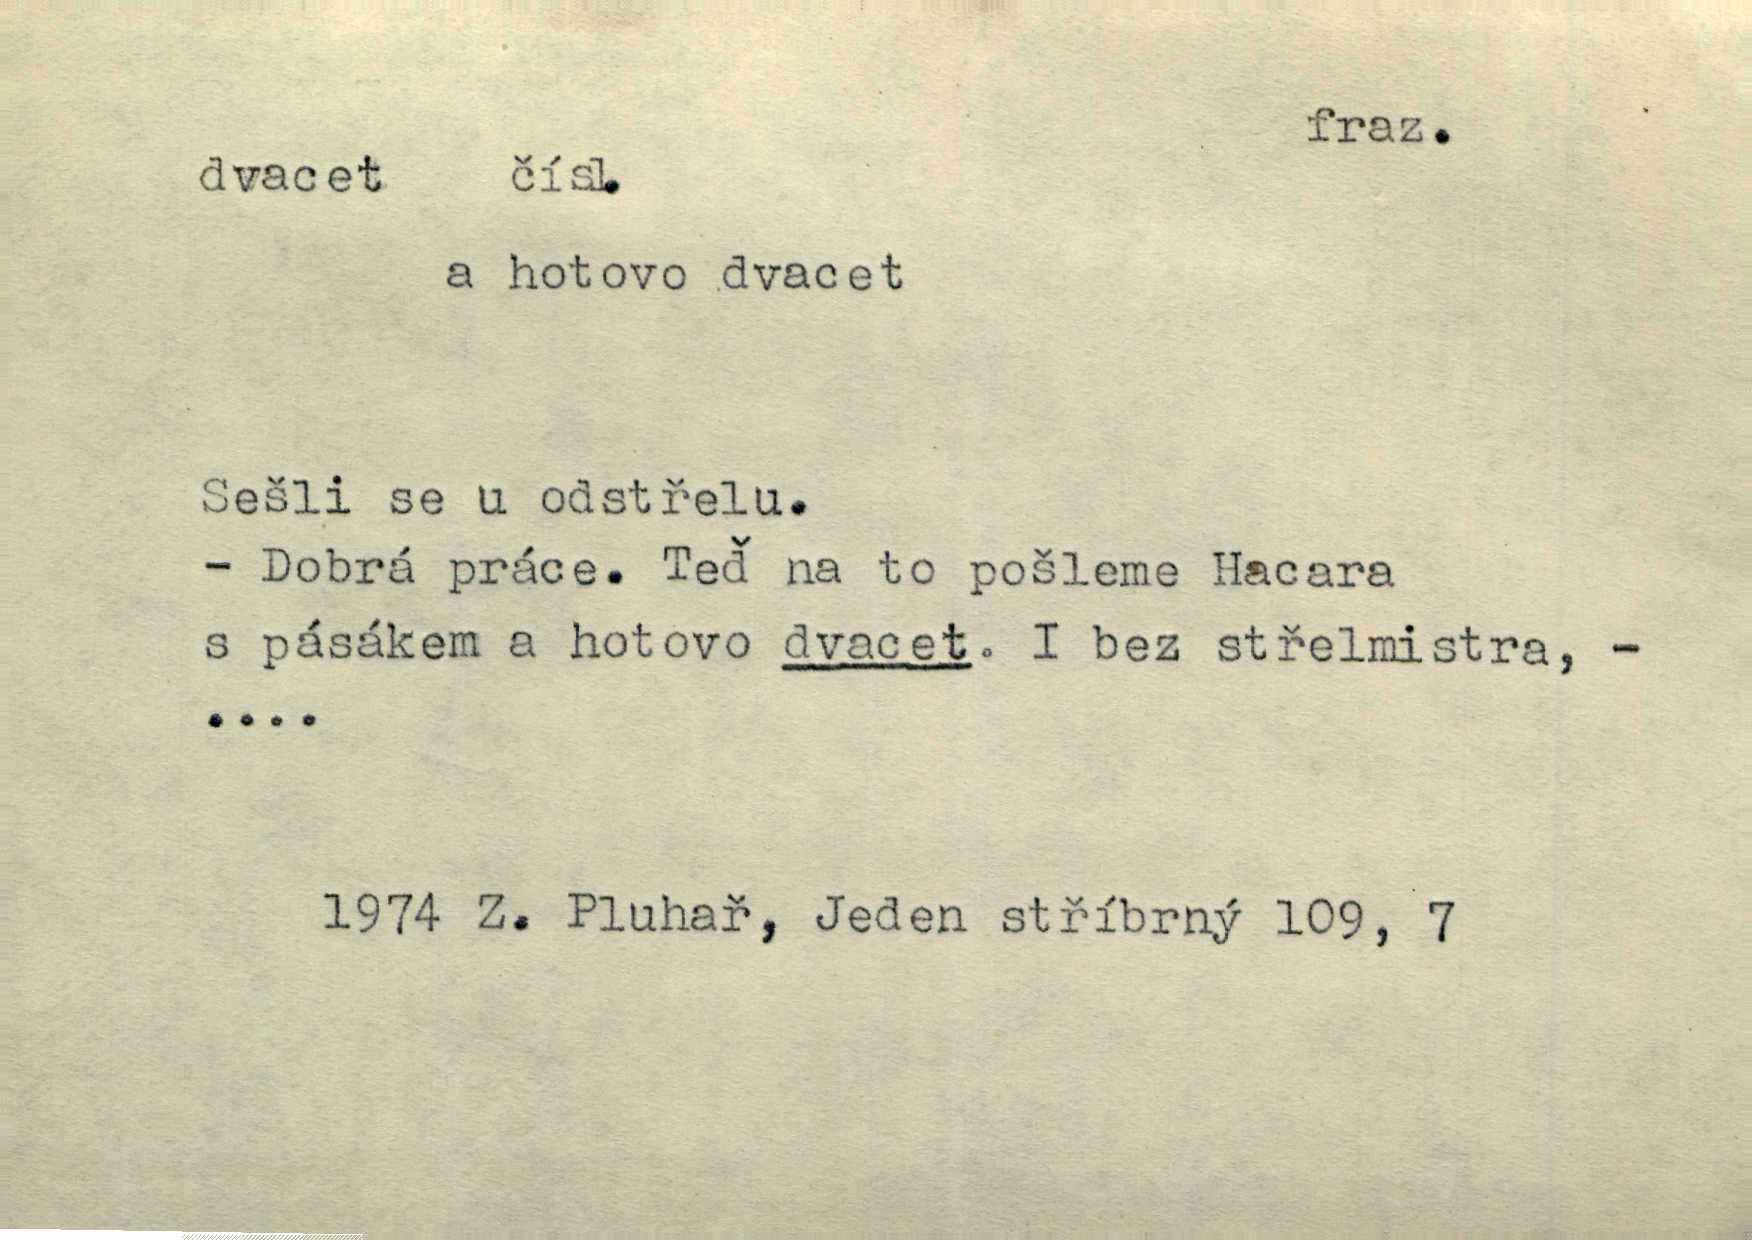 fraz.
dvacet čísl.
a hotovo dvacet
Sešli se u odstřelu.
- Dobrá práce. Teď na to pošleme Hacara
s pásákem a hotovo dvacet. I bez střelmistra, -
....
1974 Z. Pluhař, Jeden stříbrný 109, 7